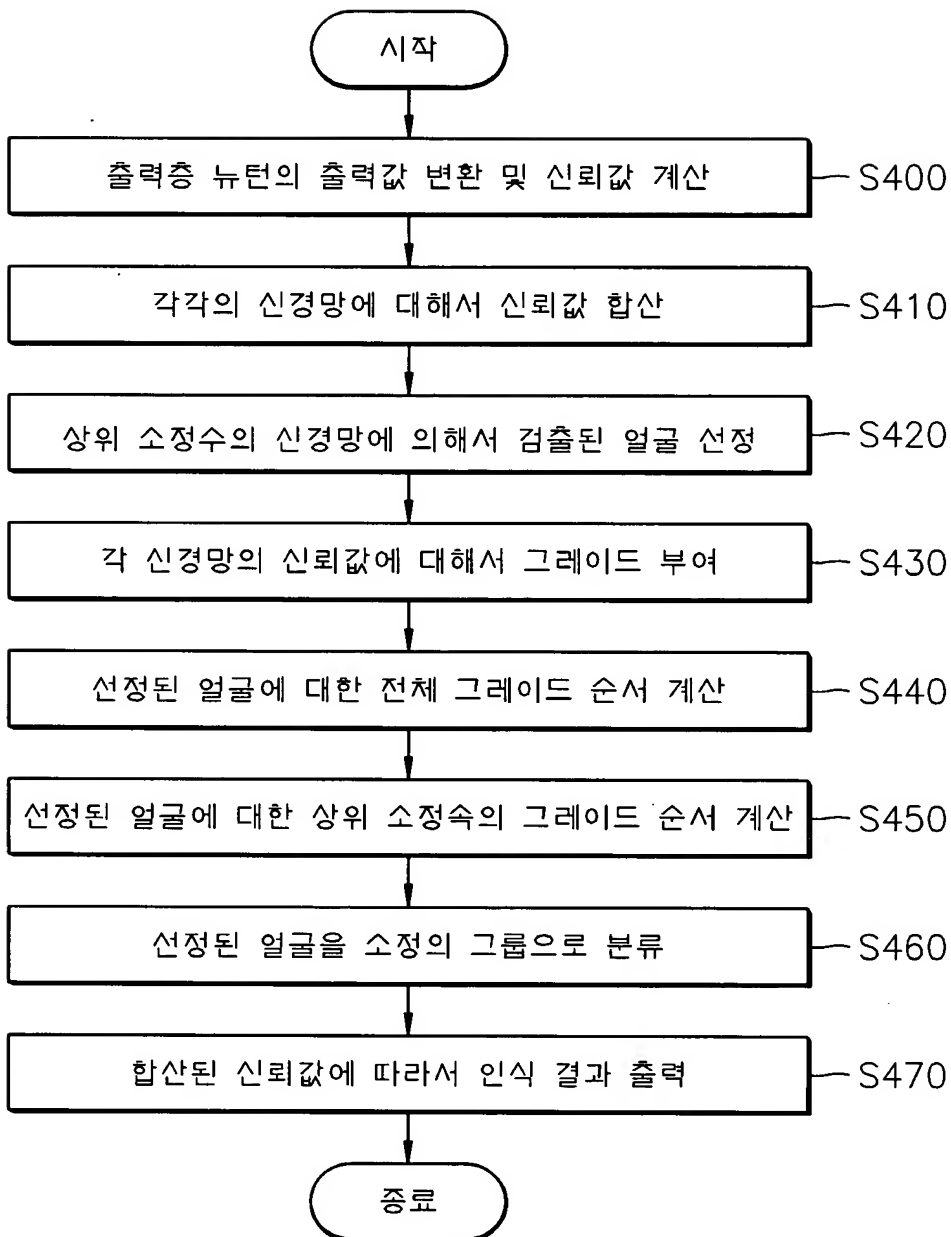 시작
출력층 뉴턴의 출력값 변환 및 신뢰값 계산 S400
각각의 신경망에 대해서 신뢰값 합산 S410
상위 소정수의 신경망에 의해서 검출된 얼굴 선정 S420
각 신경망의 신뢰값에 대해서 그레이드 부여 S430
선정된 얼굴에 대한 전체 그레이드 순서 계산 S440
선정된 얼굴에 대한 상위 소정속의 그레이드 순서 계산 S450
선정된 얼굴을 소정의 그룹으로 분류 S460
합산된 신뢰값에 따라서 인식 결과 출력 S470
종료